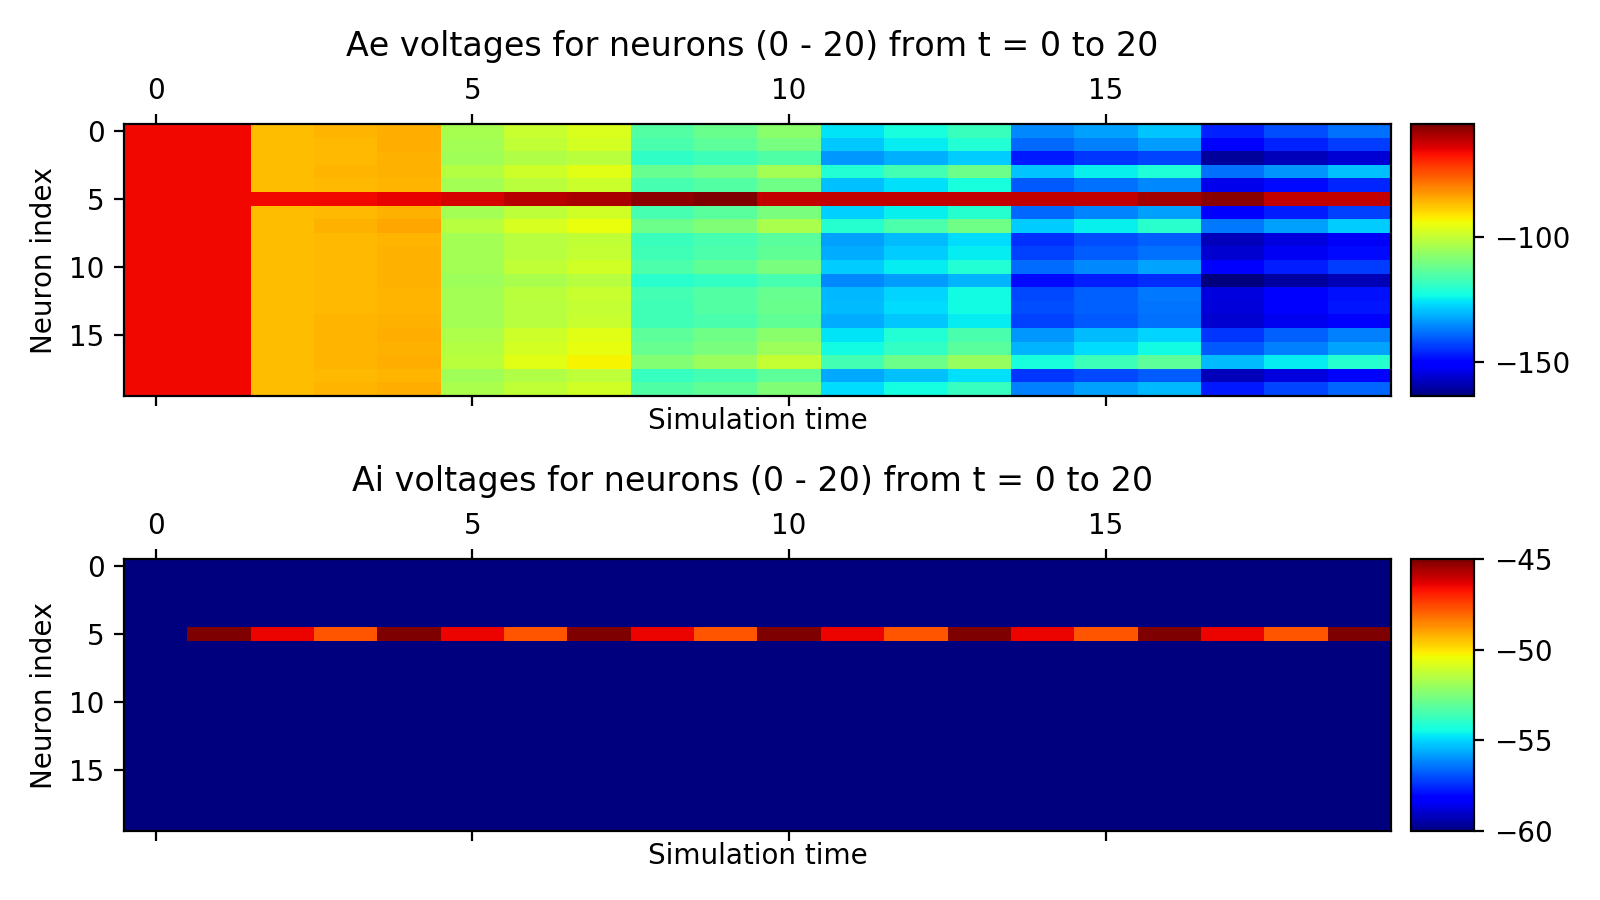 Ae voltages for neurons (0 - 20) from t = 0 to 20
0 5 10 15
Neuron index
0
5
10
15
−100
−150
Simulation time
Ai voltages for neurons (0 - 20) from t = 0 to 20
0 5 10 15
Neuron index
0
5
10
15
−45
−50
−55
−60
Simulation time